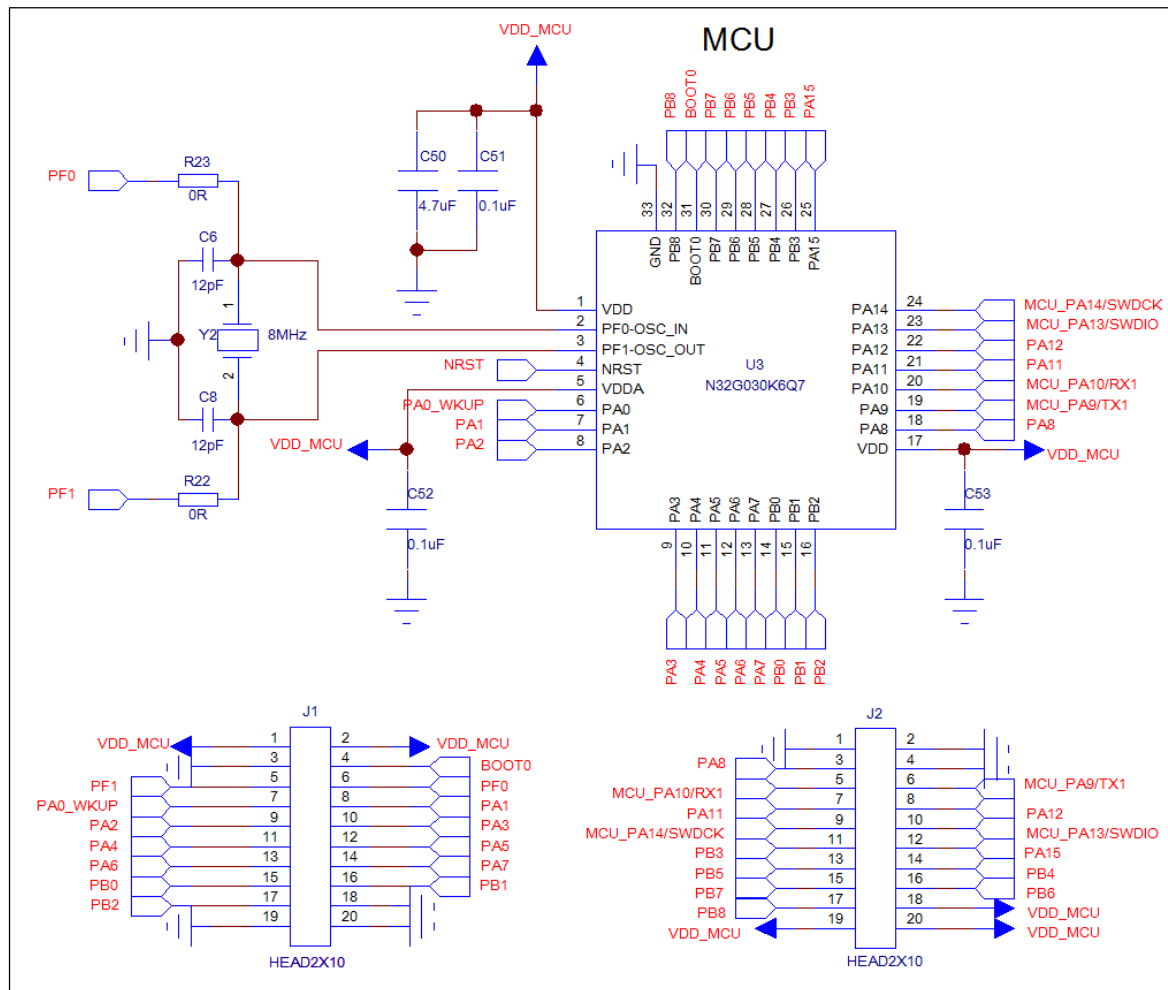 MCU
VDD_MCU
PB8
BOOT0
PB7
PB6
PB5
PB4
PB3
PA15
C50
4.7uF
C51
0.1uF
PF0
R23
0R
C6
12pF
1
Y2
8MHz
2
C8
12pF
PF1
R22
0R
33
32
31
30
29
28
27
26
25
GND
PB8
BOOT0
PB7
PB6
PB5
PB4
PB3
PA15
1 VDD
2 PF0-OSC_IN
3 PF1-OSC_OUT
NRST 4 NRST
5 VDDA
PA0_WKUP 6 PA0
PA1 7 PA1
PA2 8 PA2
U3
N32G030K6Q7
PA14 24 MCU_PA14/SWDCK
PA13 23 MCU_PA13/SWDIO
PA12 22 PA12
PA11 21 PA11
PA10 20 MCU_PA10/RX1
PA9 19 MCU_PA9/TX1
PA8 18 PA8
VDD 17 VDD_MCU
VDD_MCU
C52
0.1uF
C53
0.1uF
PA3
PA4
PA5
PA6
PA7
PB0
PB1
PB2
9
10
11
12
13
14
15
16
PA3
PA4
PA5
PA6
PA7
PB0
PB1
PB2
J1
VDD_MCU 1 2 VDD_MCU
3 4 BOOT0
PF1 5 6 PF0
PA0_WKUP 7 8 PA1
PA2 9 10 PA3
PA4 11 12 PA5
PA6 13 14 PA7
PB0 15 16 PB1
PB2 17 18
19 20
HEAD2X10
J2
1 2
PA8 3 4
5 6 MCU_PA9/TX1
MCU_PA10/RX1 7 8
PA11 9 10 PA12
MCU_PA14/SWDCK 11 12 MCU_PA13/SWDIO
PB3 13 14 PA15
PB5 15 16 PB4
PB7 17 18 PB6
PB8 19 20 VDD_MCU
VDD_MCU VDD_MCU
HEAD2X10